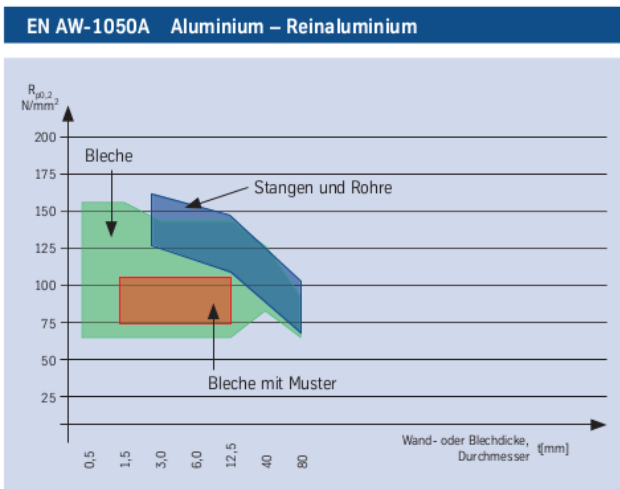 EN AW-1050A Aluminium – Reinaluminium
Rp0,2
N/mm²
200
175
150
125
100
75
50
25
Bleche
Stangen und Rohre
Bleche mit Muster
0,5
1,5
3,0
6,0
12,5
40
80
Wand- oder Blechdicke,
Durchmesser
t[mm]